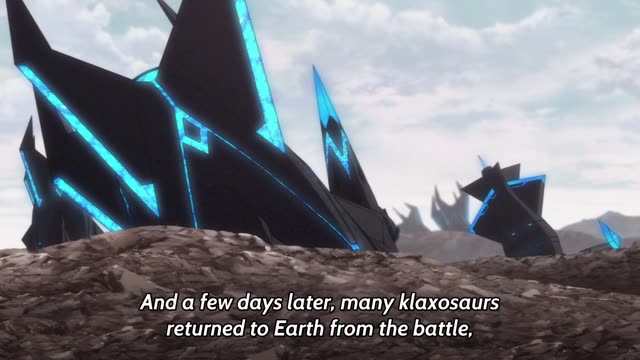 And a few days later, many klaxosaurs
returned to Earth from the battle,